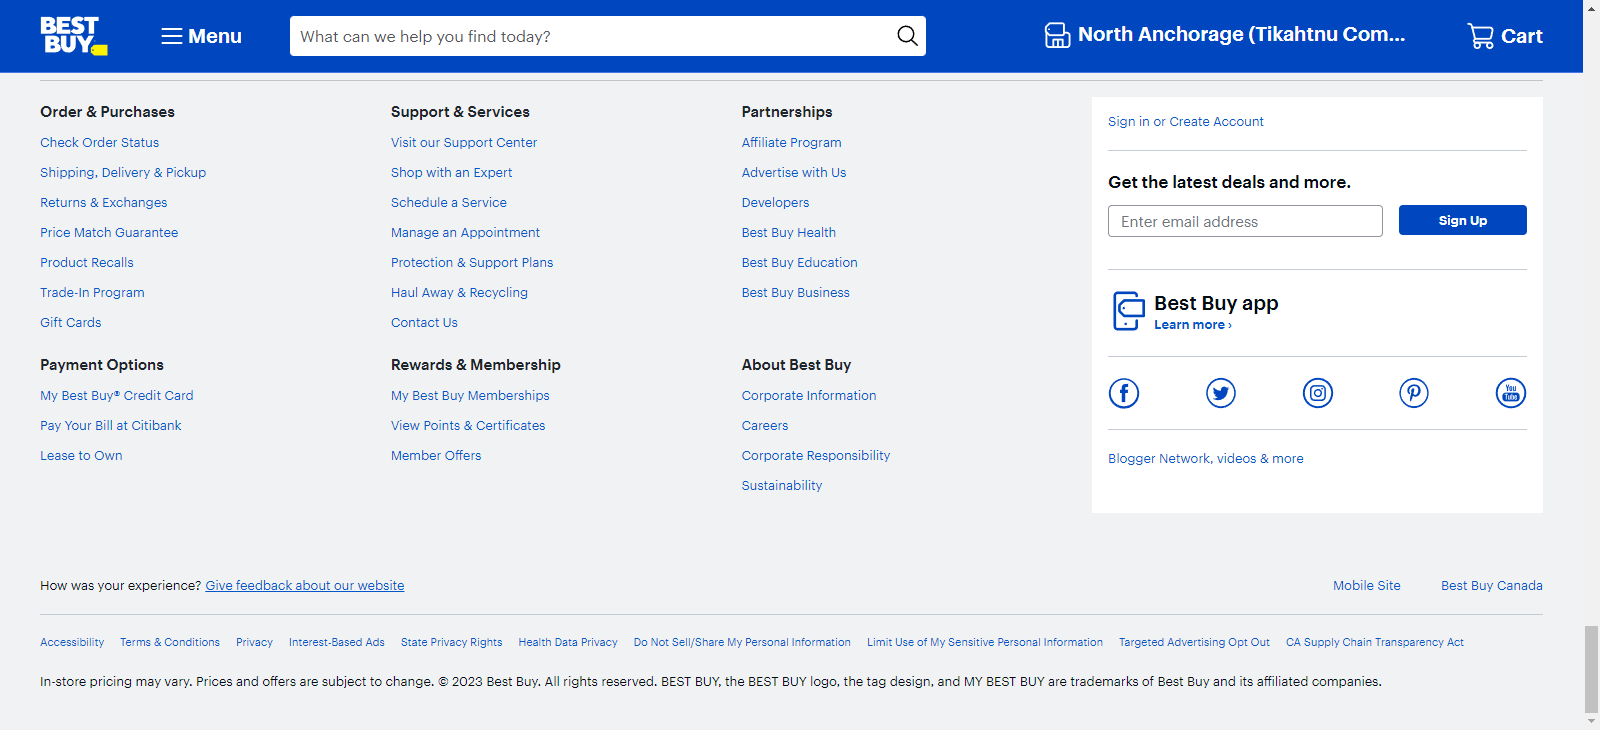 BEST
BUY
Menu
What can we help you find today?
North Anchorage (Tikahtnu Com...
Cart
Order & Purchases
Check Order Status
Shipping, Delivery & Pickup
Returns & Exchanges
Price Match Guarantee
Product Recalls
Trade-In Program
Gift Cards
Support & Services
Visit our Support Center
Shop with an Expert
Schedule a Service
Manage an Appointment
Protection & Support Plans
Haul Away & Recycling
Contact Us
Partnerships
Affiliate Program
Advertise with Us
Developers
Best Buy Health
Best Buy Education
Best Buy Business
Payment Options
My Best Buy® Credit Card
Pay Your Bill at Citibank
Lease to Own
Rewards & Membership
My Best Buy Memberships
View Points & Certificates
Member Offers
About Best Buy
Corporate Information
Careers
Corporate Responsibility
Sustainability
Sign in or Create Account
Get the latest deals and more.
Enter email address
Sign Up
Best Buy app
Learn more ›
You
Tube
Blogger Network, videos & more
How was your experience? Give feedback about our website
Mobile Site
Best Buy Canada
Accessibility Terms & Conditions Privacy Interest-Based Ads State Privacy Rights Health Data Privacy Do Not Sell/Share My Personal Information Limit Use of My Sensitive Personal Information Targeted Advertising Opt Out CA Supply Chain Transparency Act
In-store pricing may vary. Prices and offers are subject to change. © 2023 Best Buy. All rights reserved. BEST BUY, the BEST BUY logo, the tag design, and MY BEST BUY are trademarks of Best Buy and its affiliated companies.